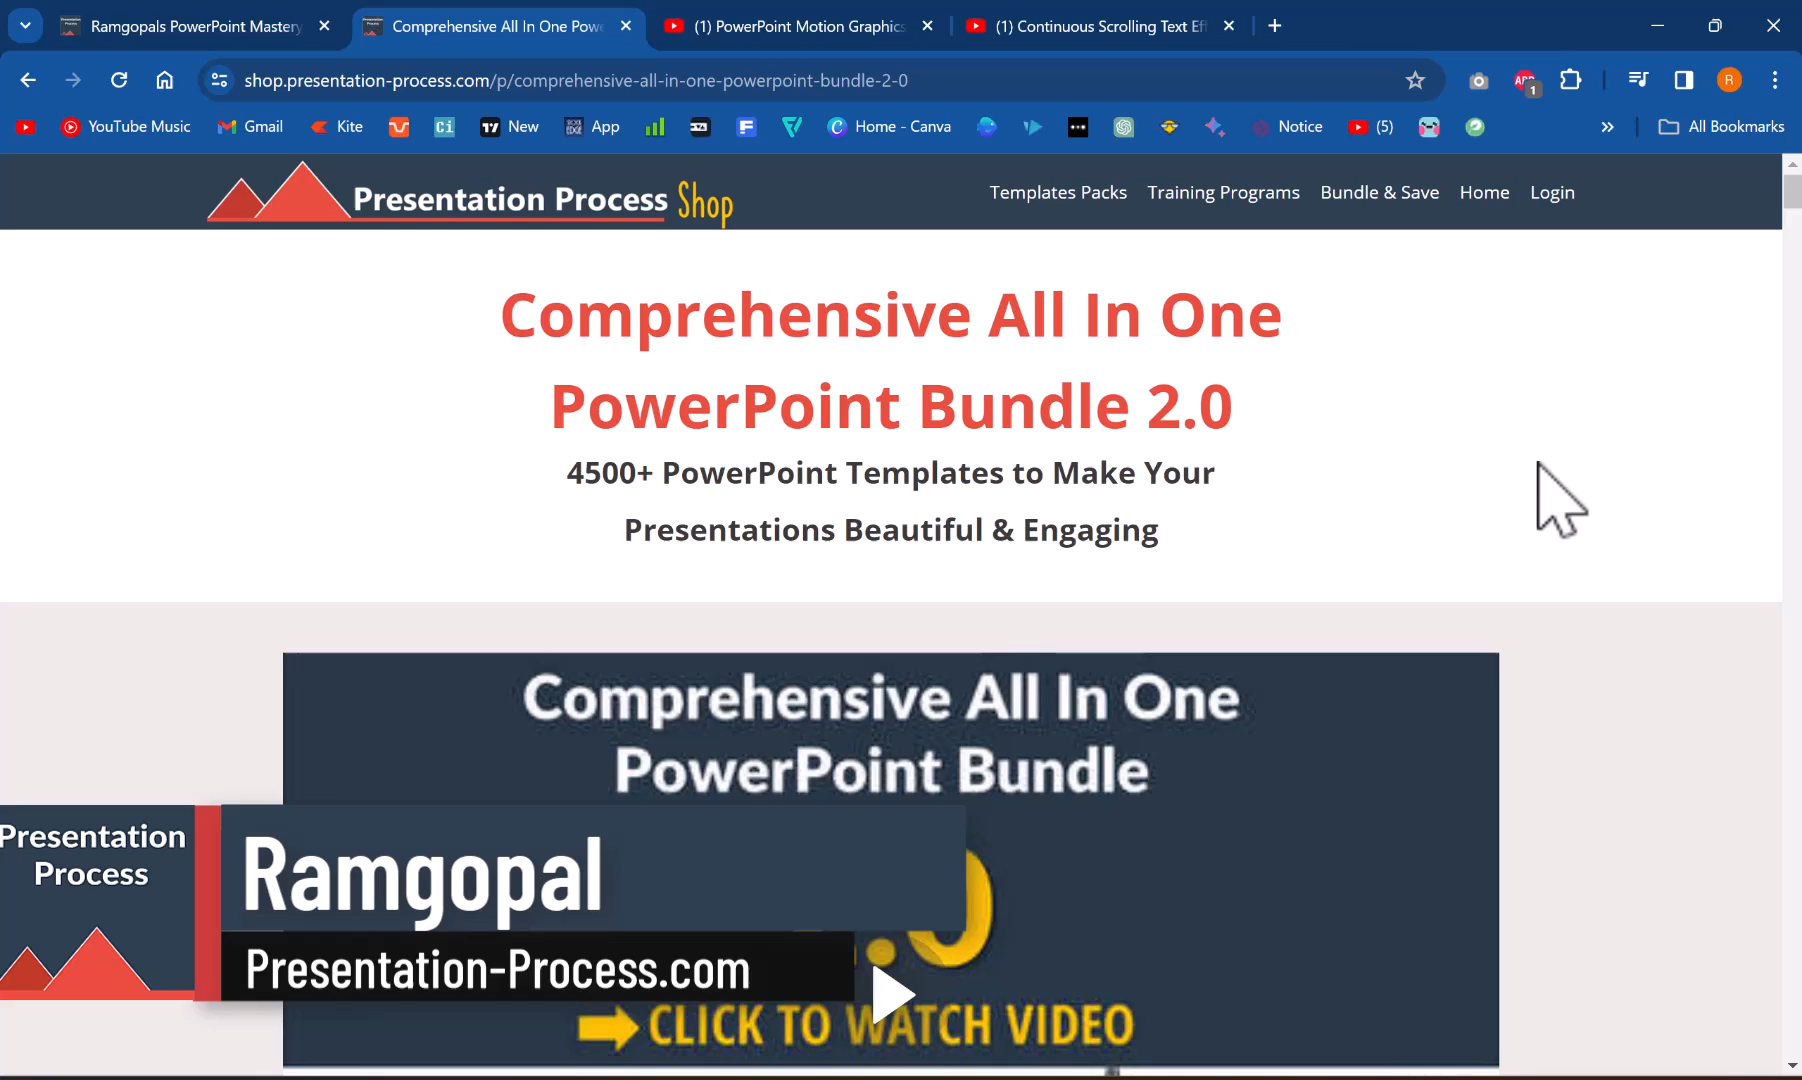 Ramgopals PowerPoint Mastery
Comprehensive All In One Powe
(1) PowerPoint Motion Graphics
(1) Continuous Scrolling Text Ef
shop.presentation-process.com/p/comprehensive-all-in-one-powerpoint-bundle-2-0
ABP
1
R
YouTube Music
Gmail
Kite
Ci
New
App
Home - Canva
Notice
(5)
All Bookmarks
Presentation Process Shop
Templates Packs
Training Programs
Bundle & Save
Home
Login
Comprehensive All In One
PowerPoint Bundle 2.0
4500+ PowerPoint Templates to Make Your
Presentations Beautiful & Engaging
Comprehensive All In One
PowerPoint Bundle
Presentation
Process
Ramgopal
Presentation-Process.com
CLICK TO WATCH VIDEO